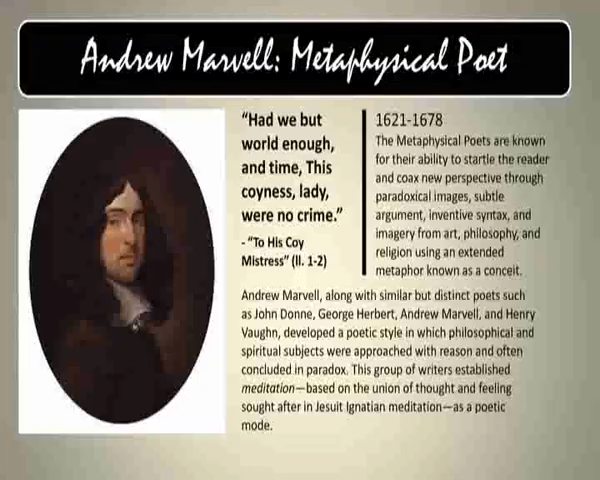 Andrew Marvell: Metaphysical Poet
“Had we but
world enough,
and time, This
coyness, lady,
were no crime.”
- “To His Coy
Mistress” (ll. 1-2)
1621-1678
The Metaphysical Poets are known
for their ability to startle the reader
and coax new perspective through
paradoxical images, subtle
argument, inventive syntax, and
imagery from art, philosophy, and
religion using an extended
metaphor known as a conceit.
Andrew Marvell, along with similar but distinct poets such
as John Donne, George Herbert, Andrew Marvell, and Henry
Vaughn, developed a poetic style in which philosophical and
spiritual subjects were approached with reason and often
concluded in paradox. This group of writers established
meditation—based on the union of thought and feeling
sought after in Jesuit Ignatian meditation—as a poetic
mode.